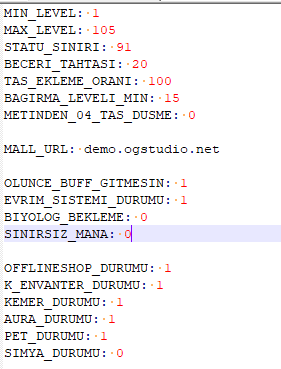 MIN_LEVEL: 1
MAX_LEVEL: 105
STATU_SINIRI: 91
BECERI_TAHTASI: 20
TAS_EKLEME_ORANI: 100
BAGIRMA_LEVELI_MIN: 15
METINDEN_04_TAS_DUSME: 0
MALL_URL: demo.ogstudio.net
OLUNCE_BUFF_GITMESIN: 1
EVRIM_SISTEMI_DURUMU: 1
BIYOLOG_BEKLEME: 0
SINIRSIZ_MANA: 0
OFFLINESHOP_DURUMU: 1
K_ENVANTER_DURUMU: 1
KEMER_DURUMU: 1
AURA_DURUMU: 1
PET_DURUMU: 1
SIMYA_DURUMU: 0